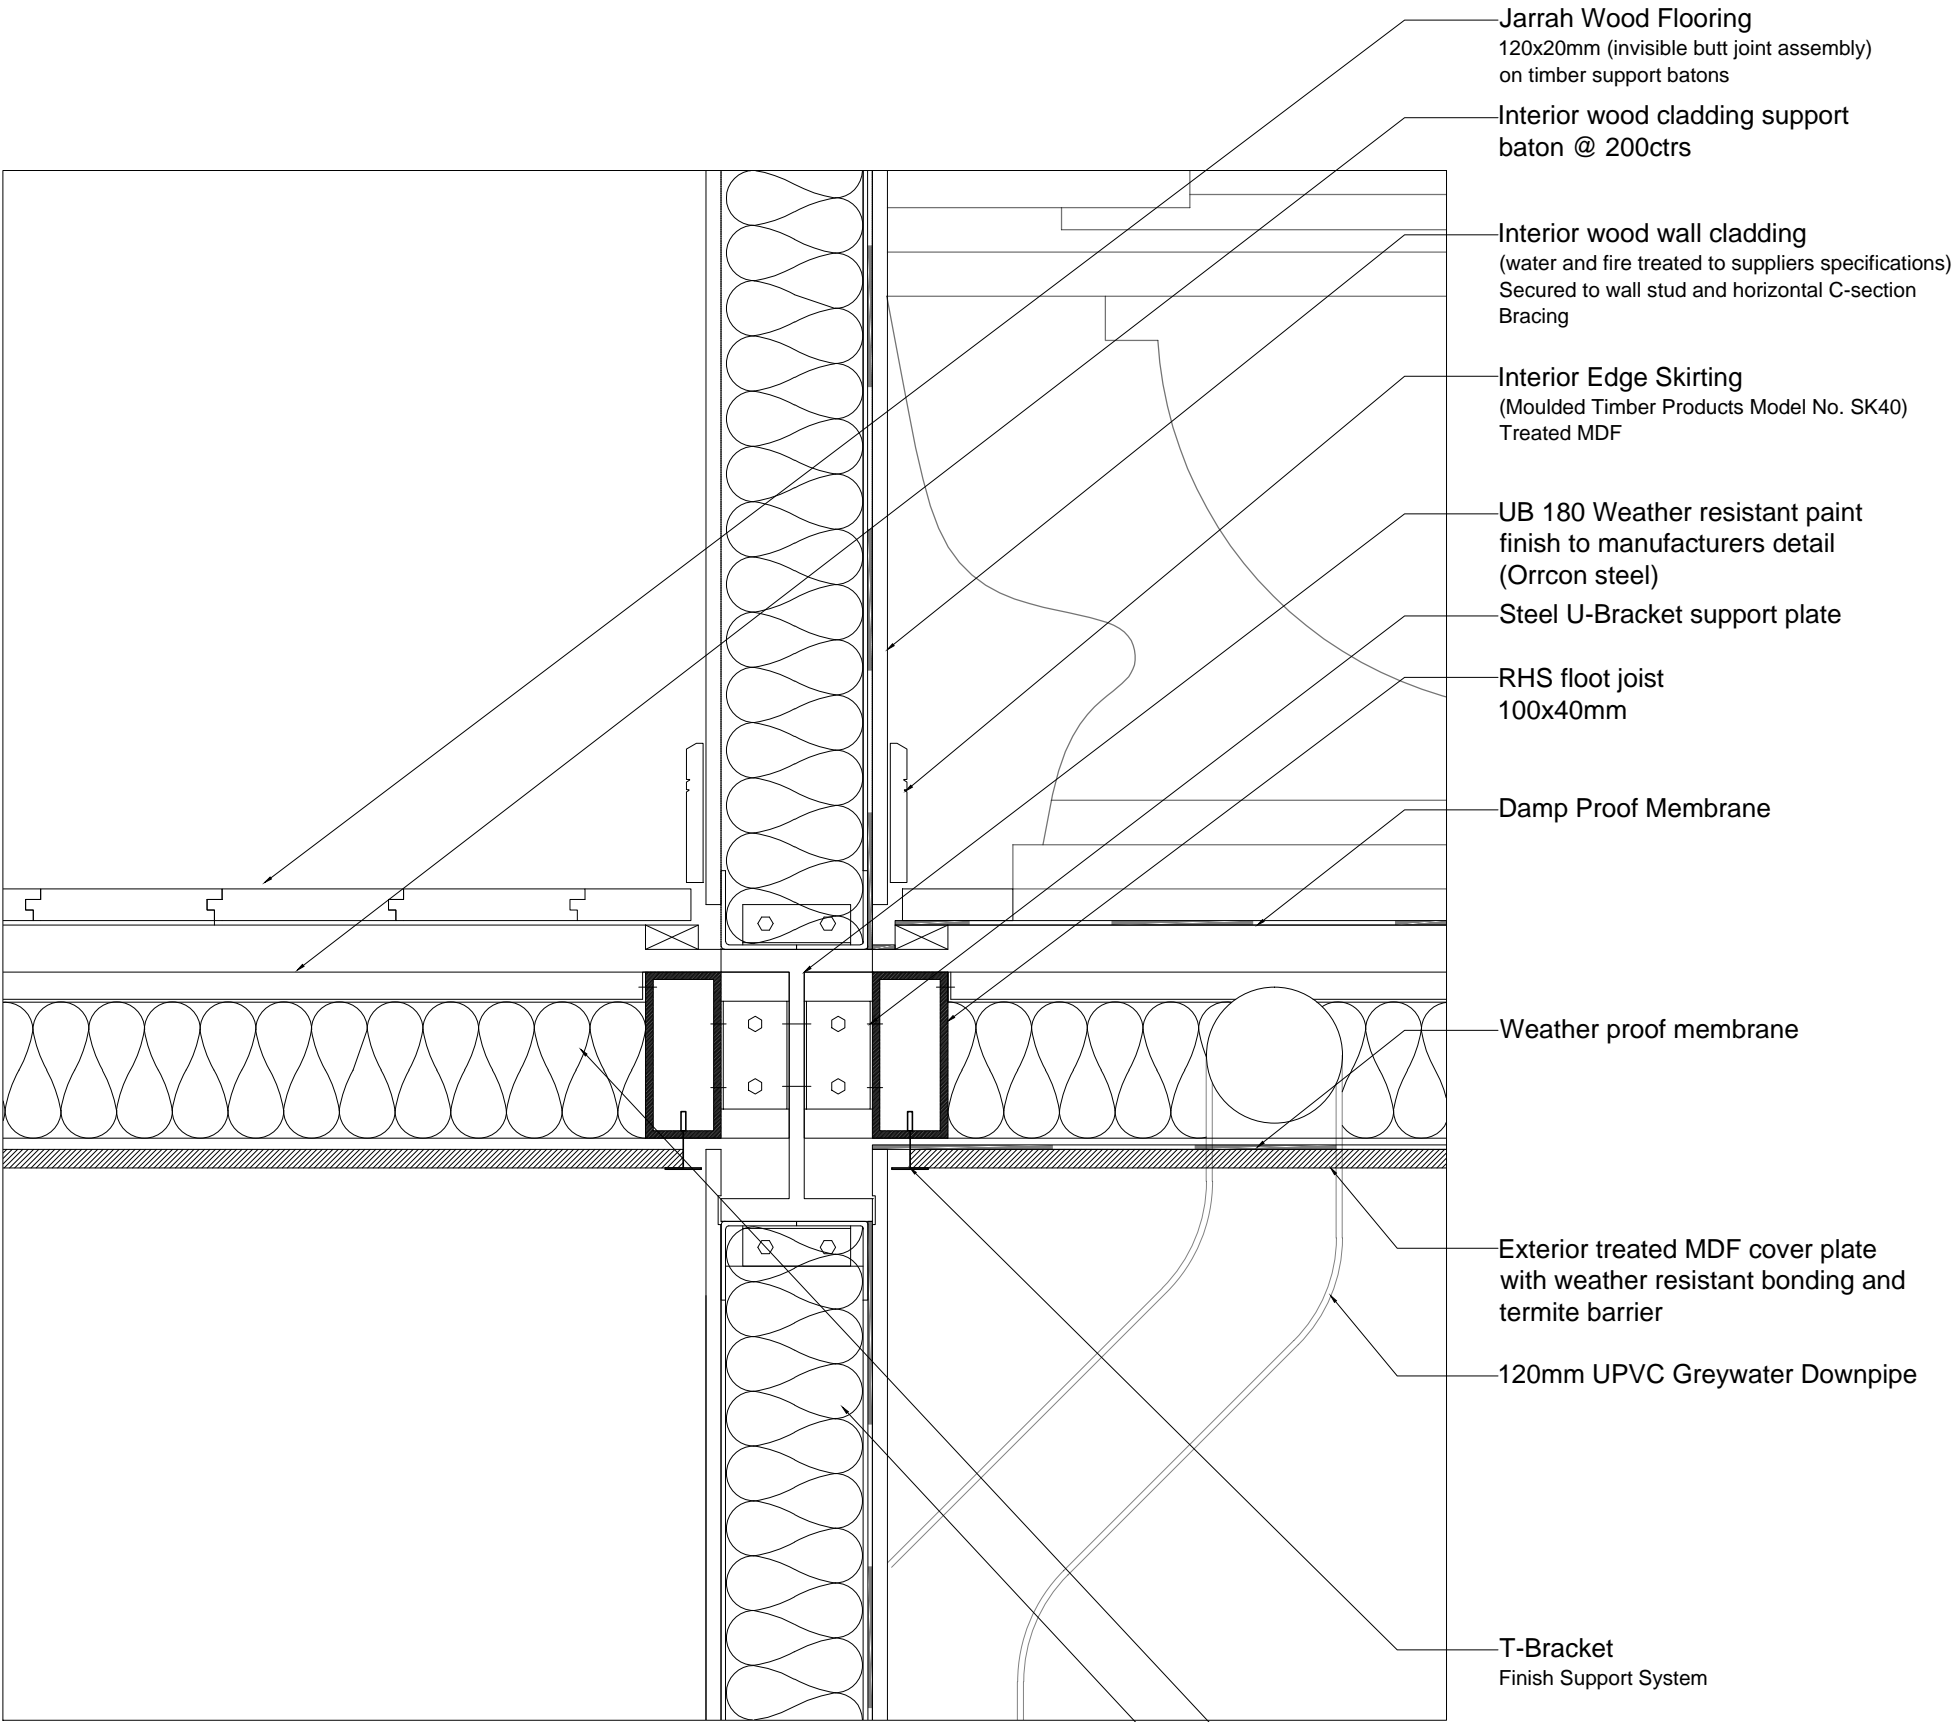 Jarrah Wood Flooring
120x20mm (invisible butt joint assembly)
on timber support batons
Interior wood cladding support
baton @ 200ctrs
Interior wood wall cladding
(water and fire treated to suppliers specifications)
Secured to wall stud and horizontal C-section
Bracing
Interior Edge Skirting
(Moulded Timber Products Model No. SK40)
Treated MDF
UB 180 Weather resistant paint
finish to manufacturers detail
(Orrcon steel)
Steel U-Bracket support plate
RHS floot joist
100x40mm
Damp Proof Membrane
Weather proof membrane
Exterior treated MDF cover plate
with weather resistant bonding and
termite barrier
120mm UPVC Greywater Downpipe
T-Bracket
Finish Support System